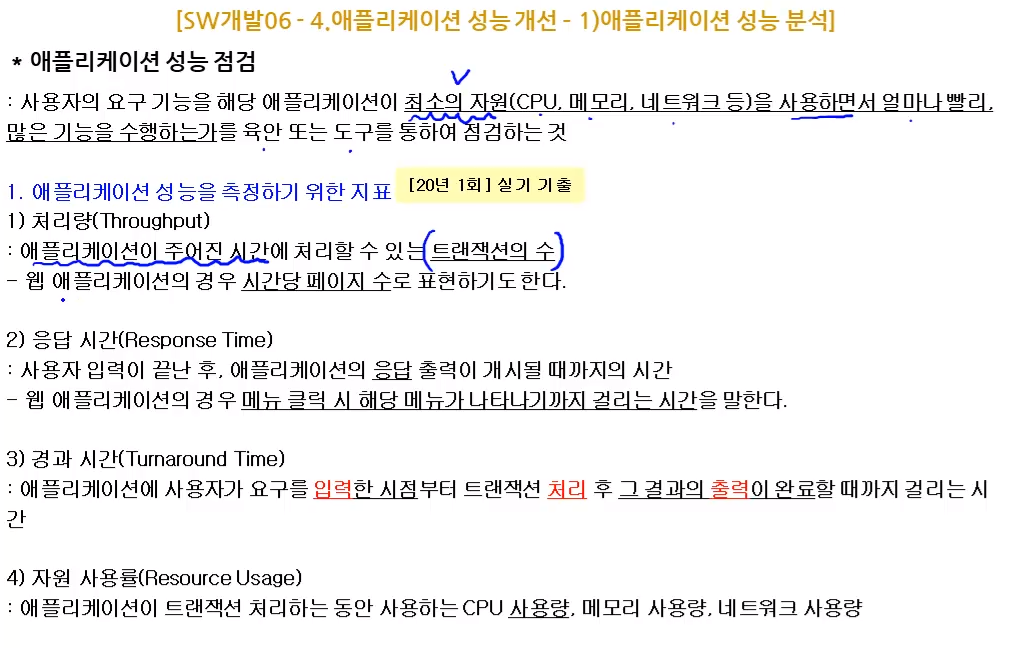 [SW개발06 - 4.애플리케이션 성능 개선 - 1)애플리케이션 성능 분석]
* 애플리케이션 성능 점검
: 사용자의 요구 기능을 해당 애플리케이션이 최소의 자원(CPU, 메모리, 네트워크 등)을 사용하면서 얼마나 빨리,
많은 기능을 수행하는가를 육안 또는 도구를 통하여 점검하는 것
1. 애플리케이션 성능을 측정하기 위한 지표 [20년 1회] 실기 기출
1) 처리량(Throughput)
: 애플리케이션이 주어진 시간에 처리할 수 있는 트랜잭션의 수
- 웹 애플리케이션의 경우 시간당 페이지 수로 표현하기도한다.
2) 응답 시간(Response Time)
: 사용자 입력이 끝난 후, 애플리케이션의 응답 출력이 개시될 때까지의 시간
- 웹 애플리케이션의 경우 메뉴 클릭 시 해당 메뉴가 나타나기까지 걸리는 시간을 말한다.
3) 경과 시간(Turnaround Time)
: 애플리케이션에 사용자가 요구를 입력한 시점부터 트랜잭션 처리 후 그 결과의 출력이 완료할 때까지 걸리는 시
간
4) 자원 사용률(Resource Usage)
: 애플리케이션이 트랜잭션 처리하는 동안 사용하는 CPU 사용량, 메모리 사용량, 네트워크 사용량